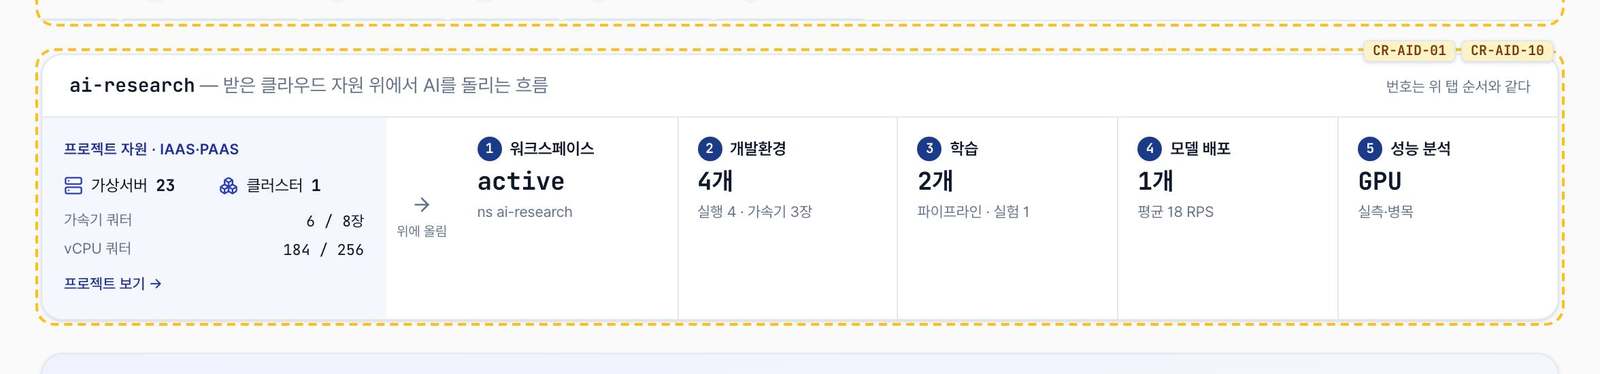 CR-AID-01 CR-AID-10
ai-research — 받은 클라우드 자원 위에서 AI를 돌리는 흐름
번호는 위 탭 순서와 같다
프로젝트 자원 · IAAS·PAAS
가상서버 23 클러스터 1
가속기 쿼터 6 / 8장
vCPU 쿼터 184 / 256
프로젝트 보기 →
→
위에 올림
1 워크스페이스
active
ns ai-research
2 개발환경
4개
실행 4 · 가속기 3장
3 학습
2개
파이프라인 · 실험 1
4 모델 배포
1개
평균 18 RPS
5 성능 분석
GPU
실측·병목